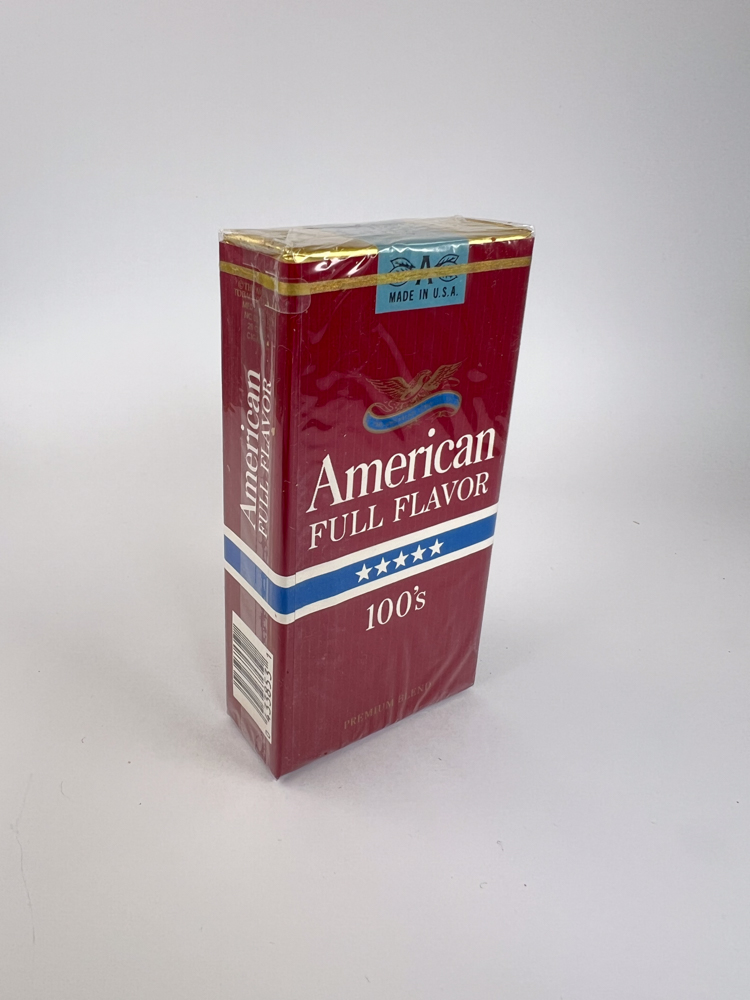 A
MADE IN U.S.A.
American
FULL FLAVOR
100's
PREMIUM BLEND
American
FULL FLAVOR